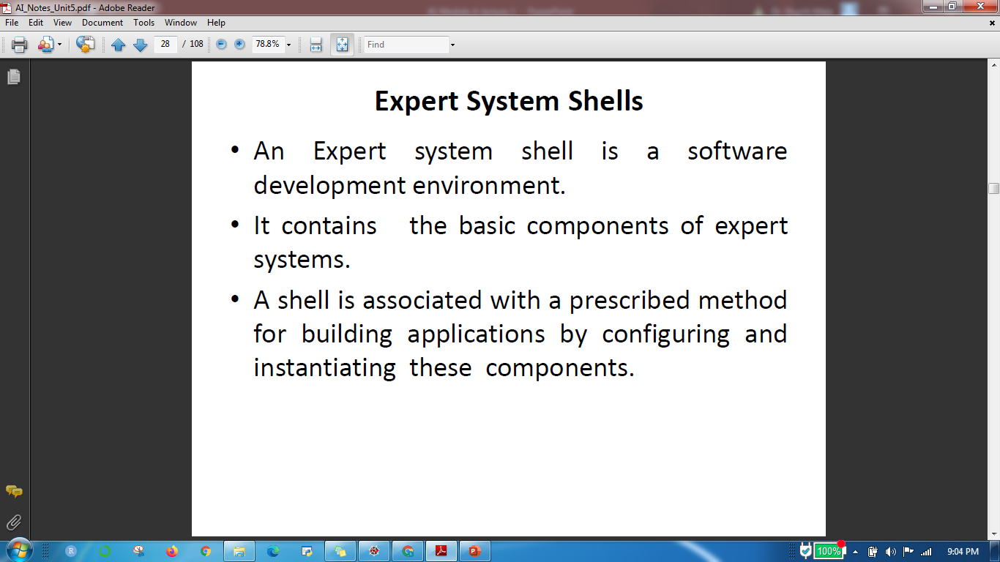 AI_Notes_Unit5.pdf - Adobe Reader
File Edit View Document Tools Window Help
28 / 108 78.8% Find
Expert System Shells
• An Expert system shell is a software
development environment.
• It contains the basic components of expert
systems.
• A shell is associated with a prescribed method
for building applications by configuring and
instantiating these components.
100% 9:04 PM